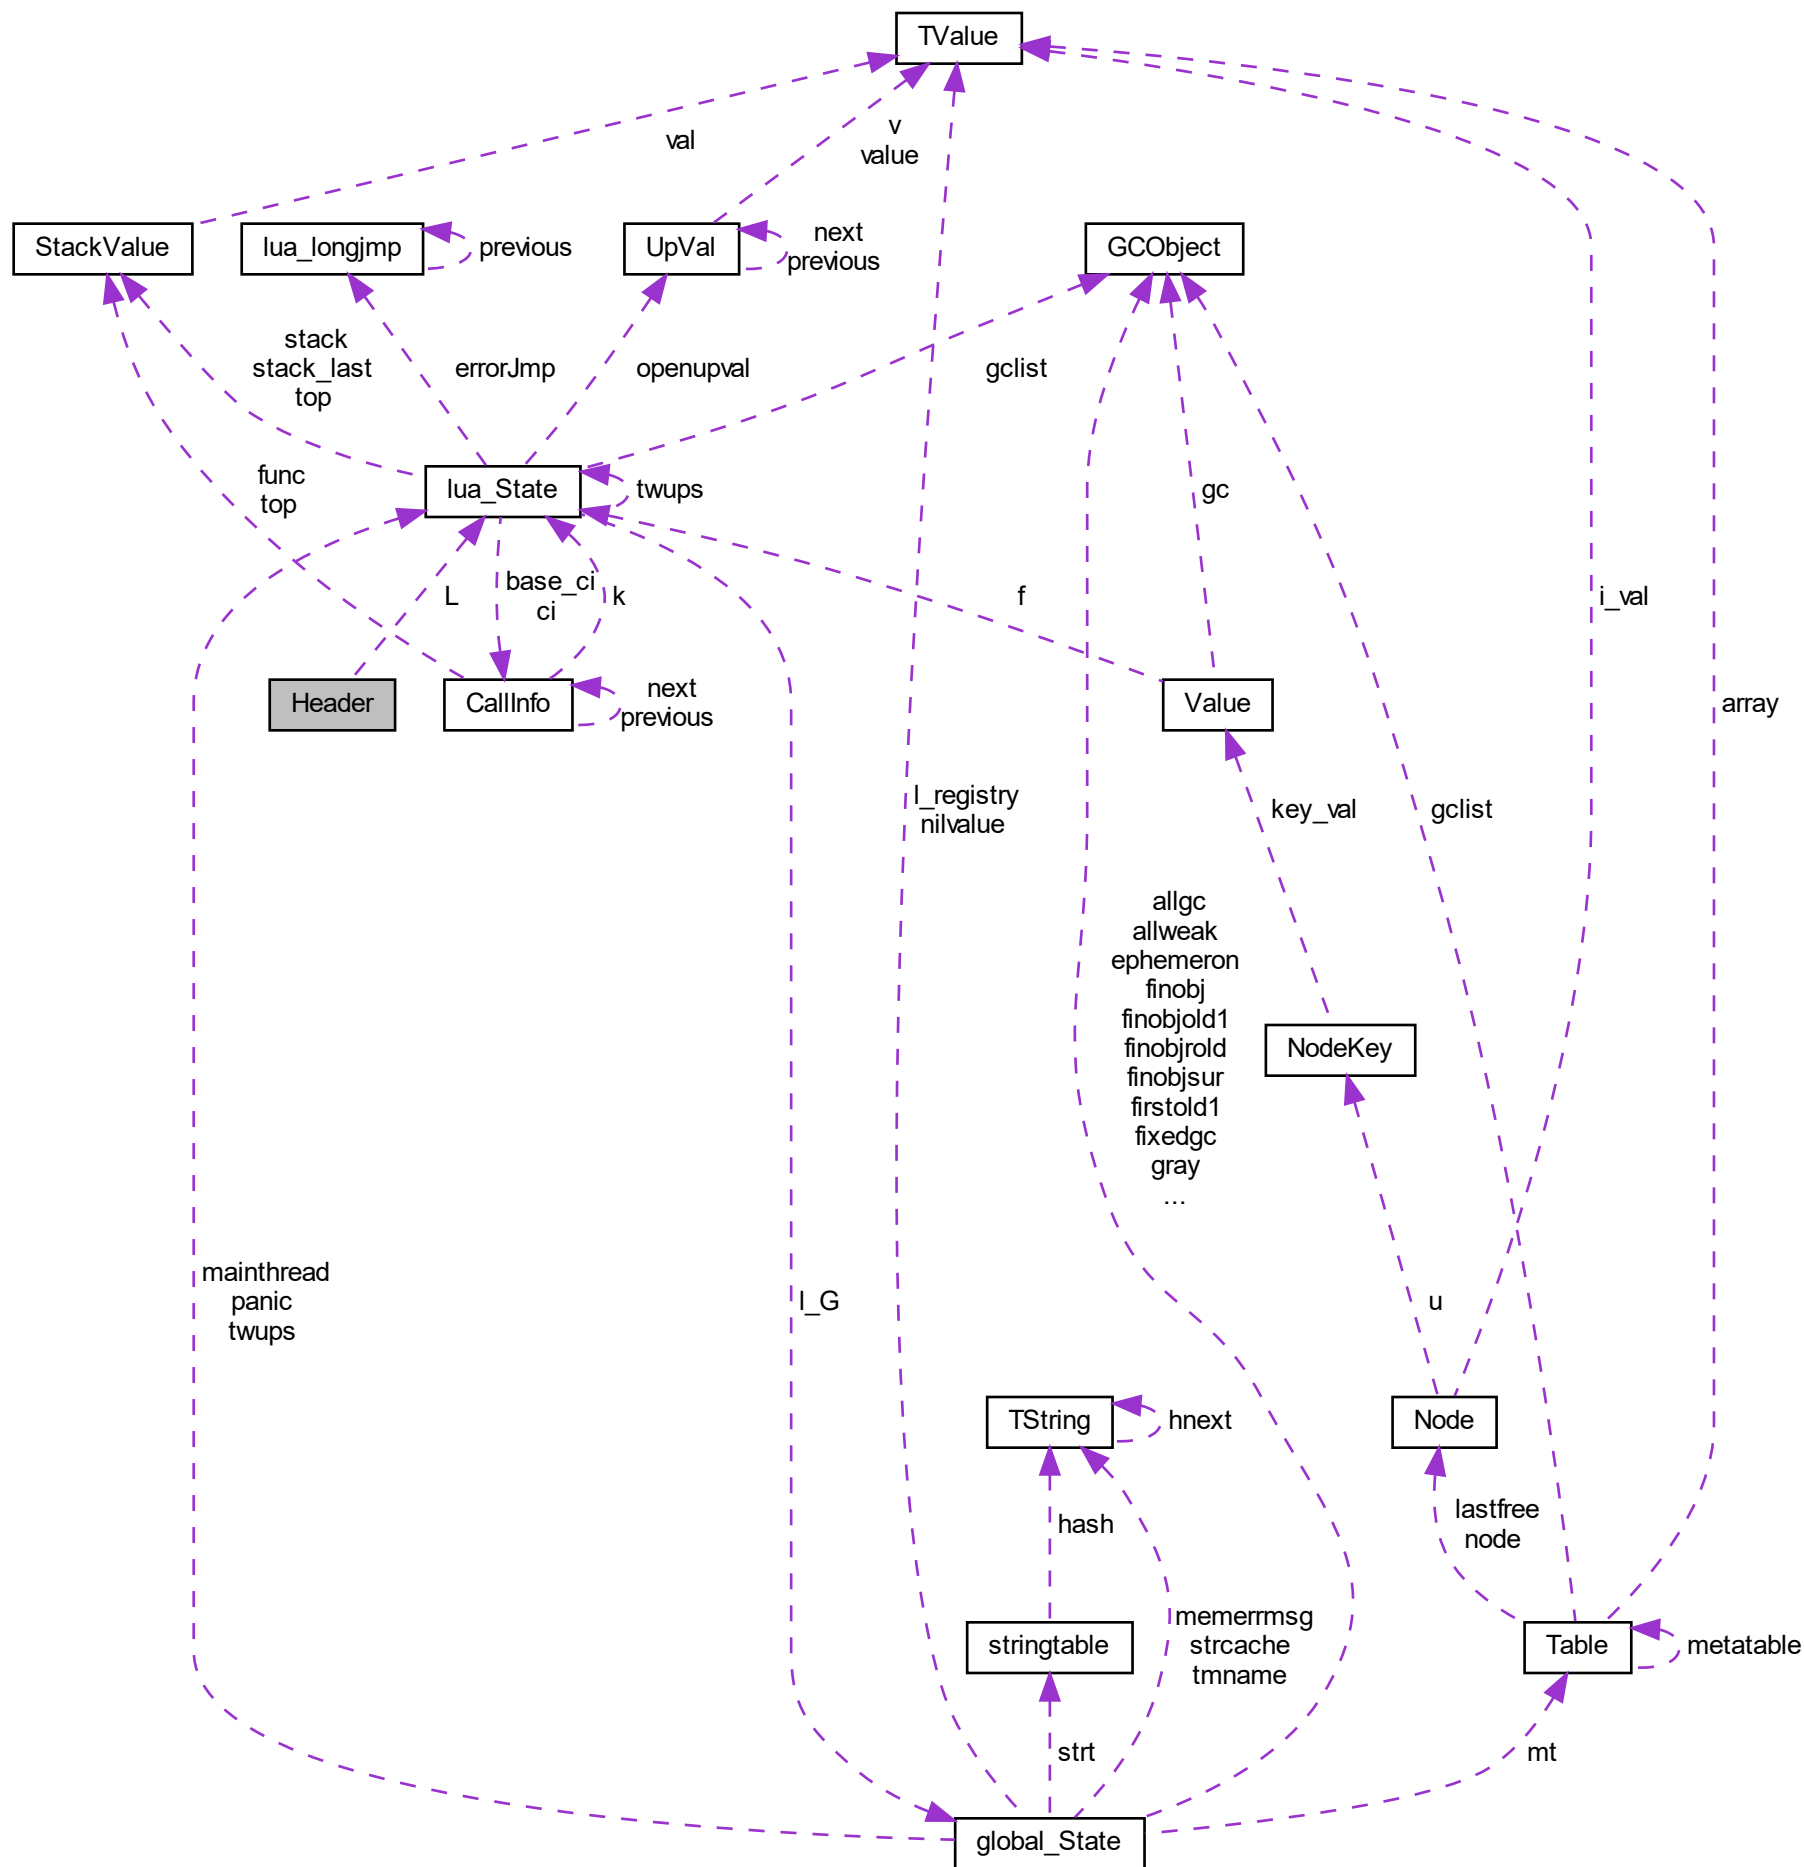 TValue
val
v
value
StackValue
lua_longjmp
previous
UpVal
next
previous
GCObject
stack
stack_last
top
errorJmp
openupval
gclist
func
top
lua_State
twups
gc
L
base_ci
ci
k
f
i_val
Header
CallInfo
next
previous
Value
array
l_registry
nilvalue
key_val
gclist
allgc
allweak
ephemeron
finobj
finobjold1
finobjrold
finobjsur
firstold1
fixedgc
gray
...
NodeKey
mainthread
panic
twups
l_G
u
TString
hnext
Node
hash
lastfree
node
memerrmsg
strcache
tmname
stringtable
Table
metatable
strt
mt
global_State